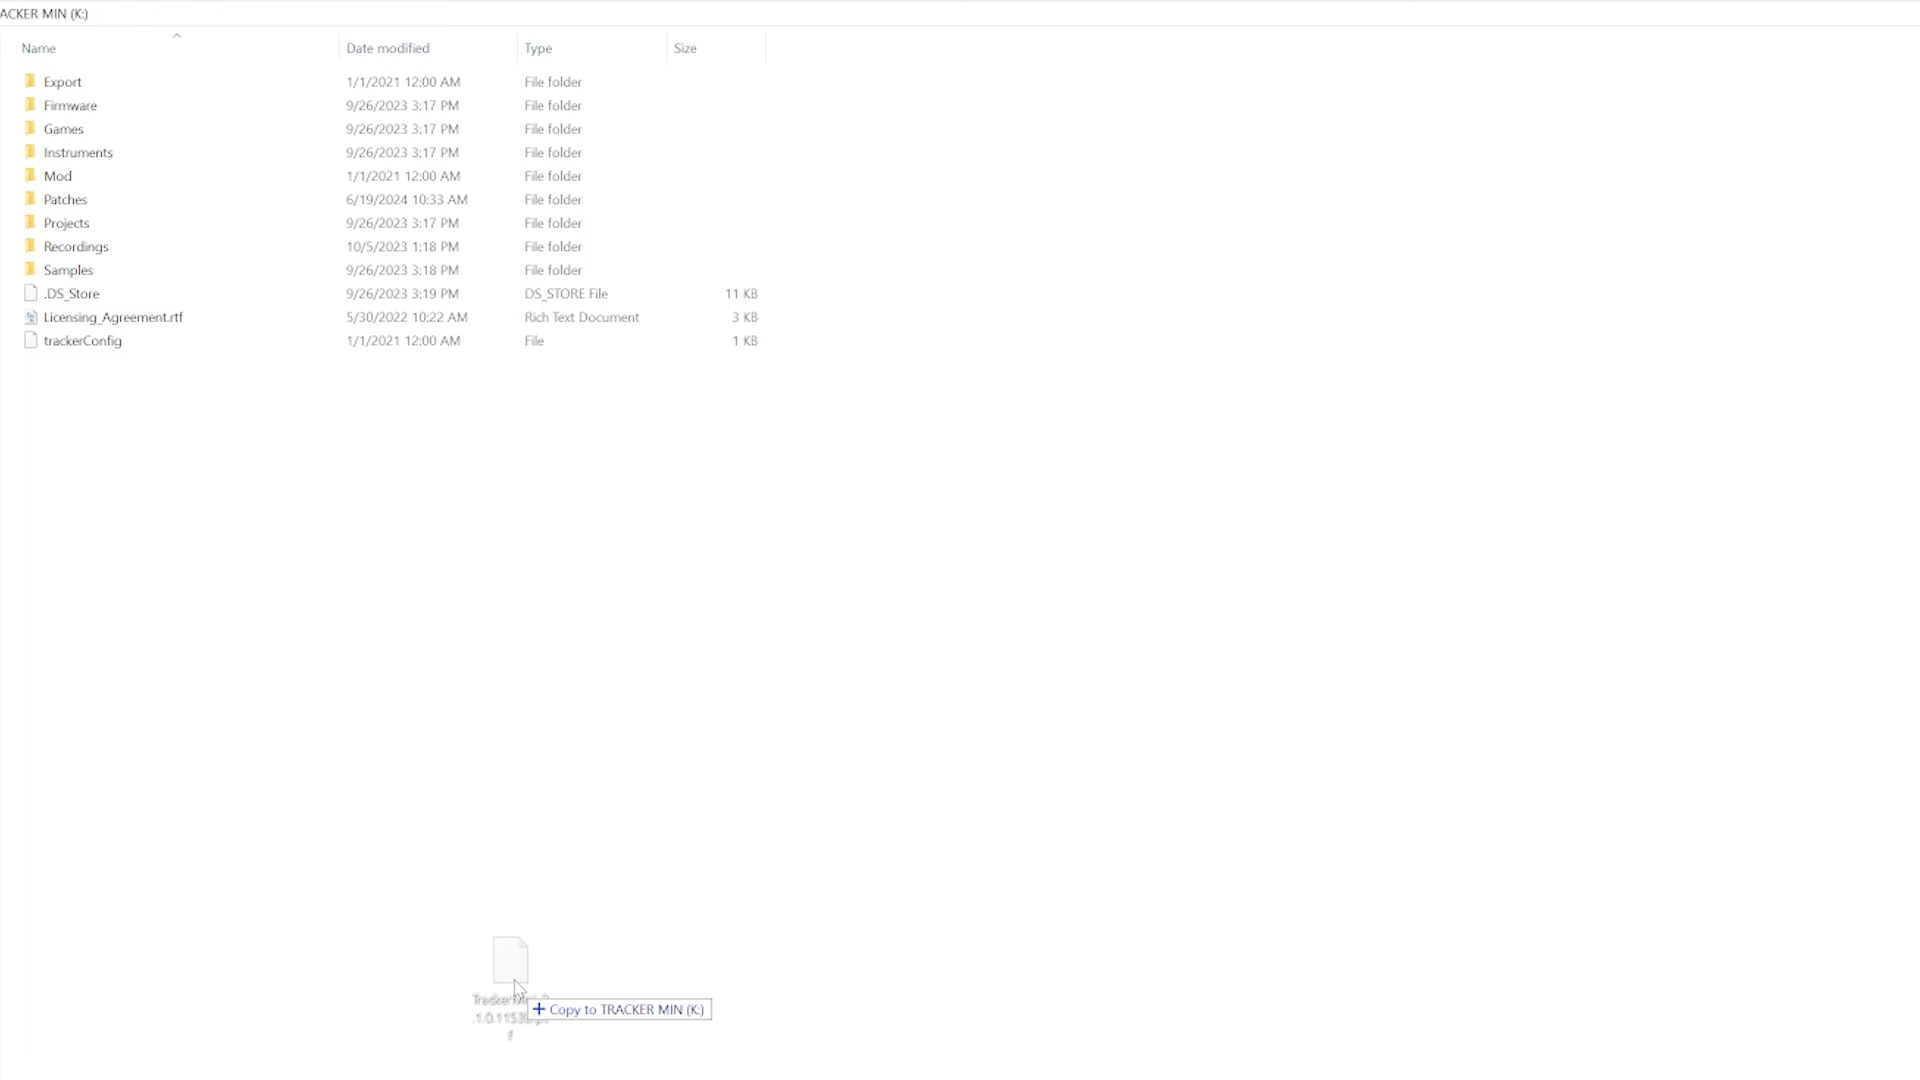 ACKER MIN (K:)
Name Date modified Type Size
Export 1/1/2021 12:00 AM File folder
Firmware 9/26/2023 3:17 PM File folder
Games 9/26/2023 3:17 PM File folder
Instruments 9/26/2023 3:17 PM File folder
Mod 1/1/2021 12:00 AM File folder
Patches 6/19/2024 10:33 AM File folder
Projects 9/26/2023 3:17 PM File folder
Recordings 10/5/2023 1:18 PM File folder
Samples 9/26/2023 3:18 PM File folder
.DS_Store 9/26/2023 3:19 PM DS_STORE File 11 KB
Licensing_Agreement.rtf 5/30/2022 10:22 AM Rich Text Document 3 KB
trackerConfig 1/1/2021 12:00 AM File 1 KB
Copy to TRACKER MIN (K:)